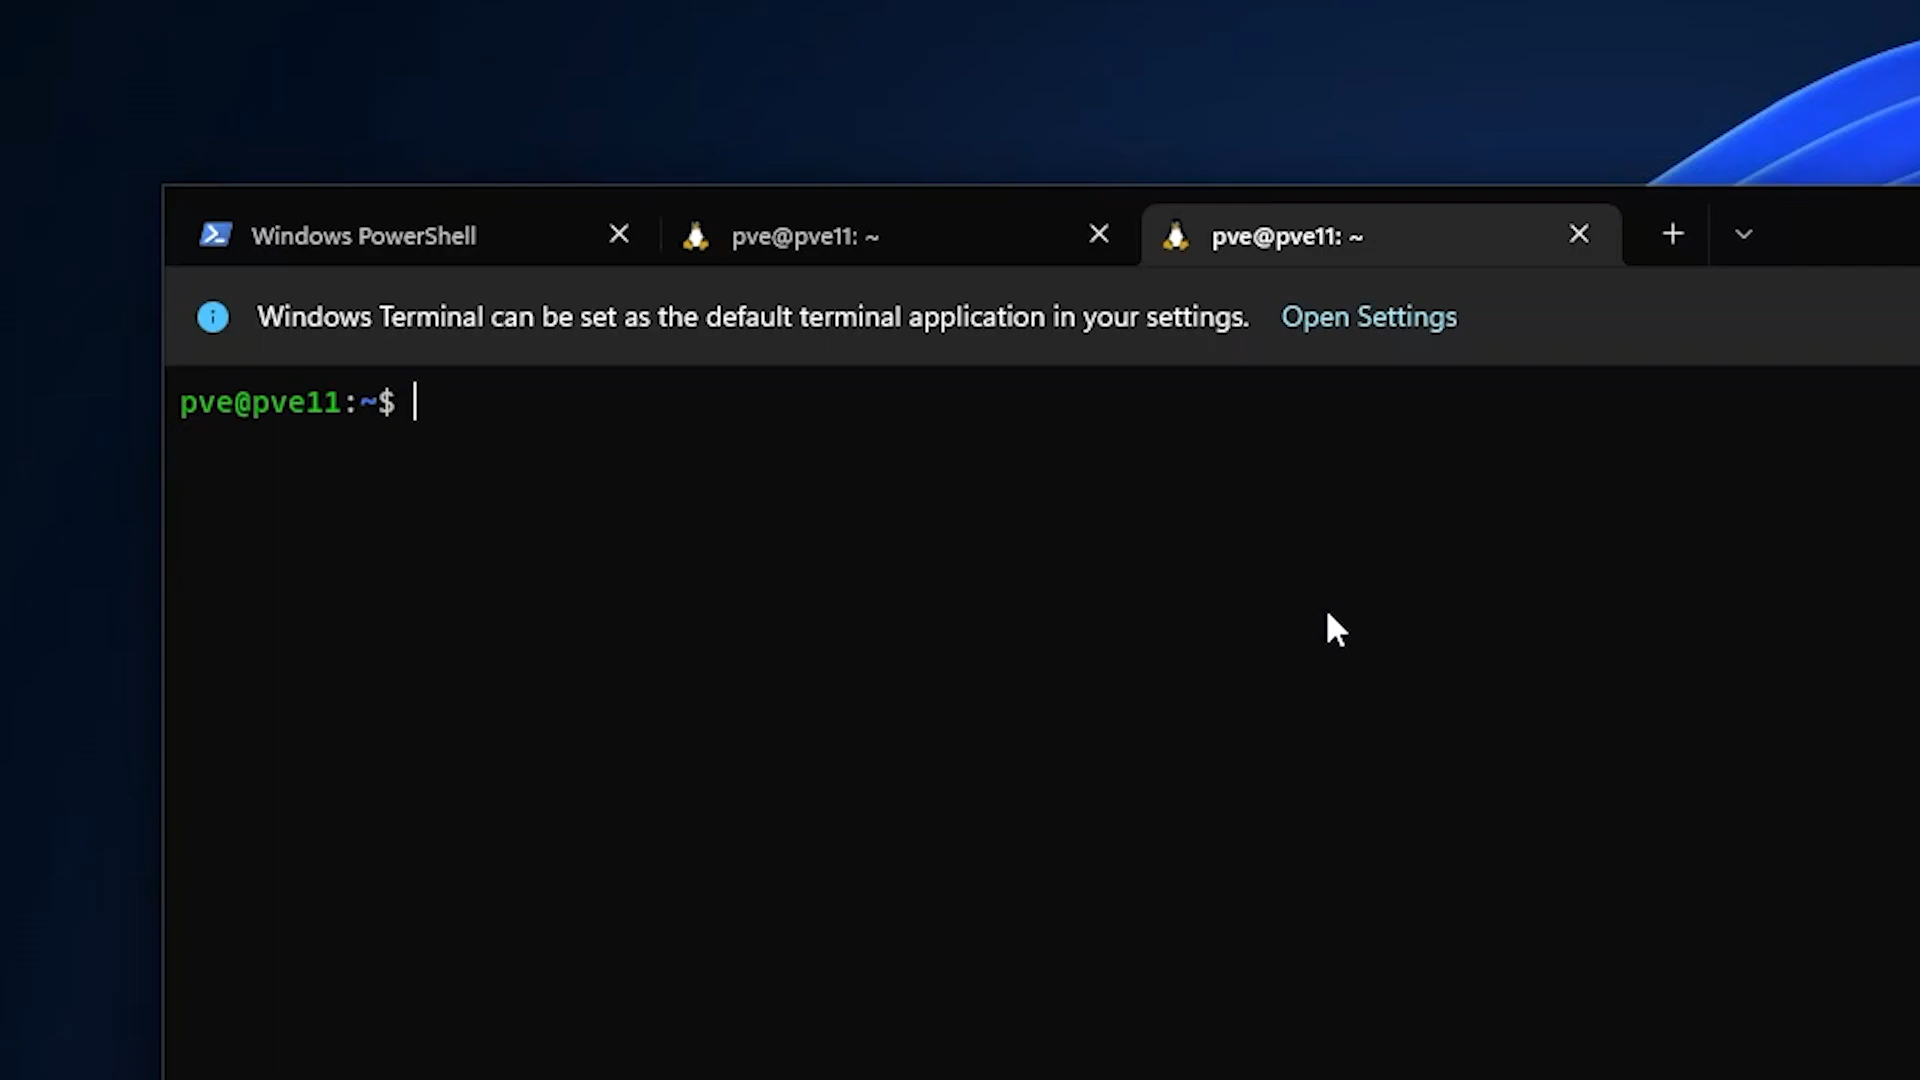 Windows PowerShell
pve@pve11: ~
pve@pve11: ~
Windows Terminal can be set as the default terminal application in your settings. Open Settings
pve@pve11:~$